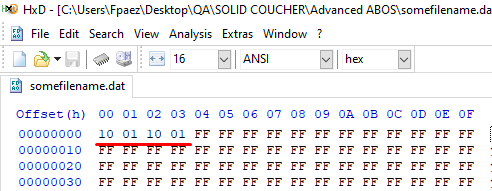 HxD - [C:\Users\Fpaez\Desktop\QA\SOLID COUCHER\Advanced ABOS\somefilename.da
File Edit Search View Analysis Extras Window ?
16 ANSI hex
somefilename.dat
Offset(h) 00 01 02 03 04 05 06 07 08 09 0A 0B 0C 0D 0E 0F
00000000 10 01 10 01 FF FF FF FF FF FF FF FF FF FF FF FF
00000010 FF FF FF FF FF FF FF FF FF FF FF FF FF FF FF FF
00000020 FF FF FF FF FF FF FF FF FF FF FF FF FF FF FF FF
00000030 FF FF FF FF FF FF FF FF FF FF FF FF FF FF FF FF